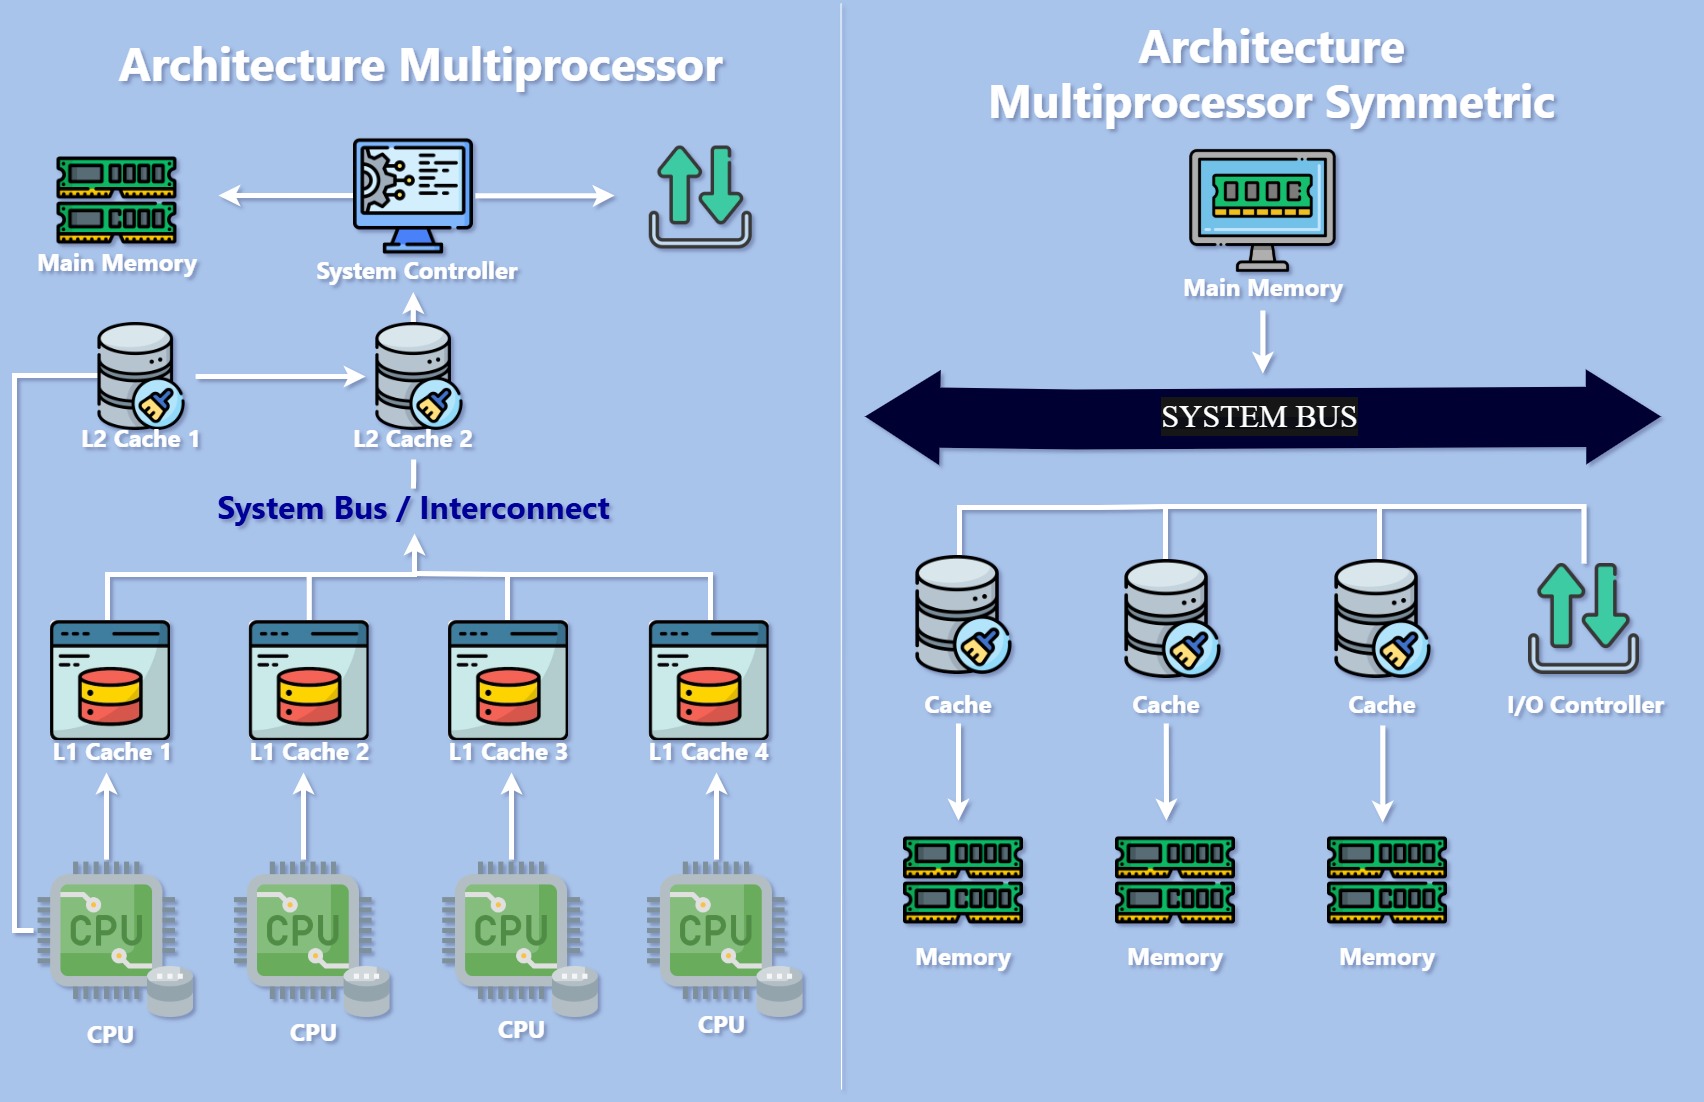 Architecture Multiprocessor
Main Memory
System Controller
L2 Cache 1
L2 Cache 2
System Bus / Interconnect
L1 Cache 1
L1 Cache 2
L1 Cache 3
L1 Cache 4
CPU
CPU
CPU
CPU
CPU
CPU
CPU
CPU
Architecture
Multiprocessor Symmetric
Main Memory
SYSTEM BUS
Cache
Cache
Cache
I/O Controller
Memory
Memory
Memory